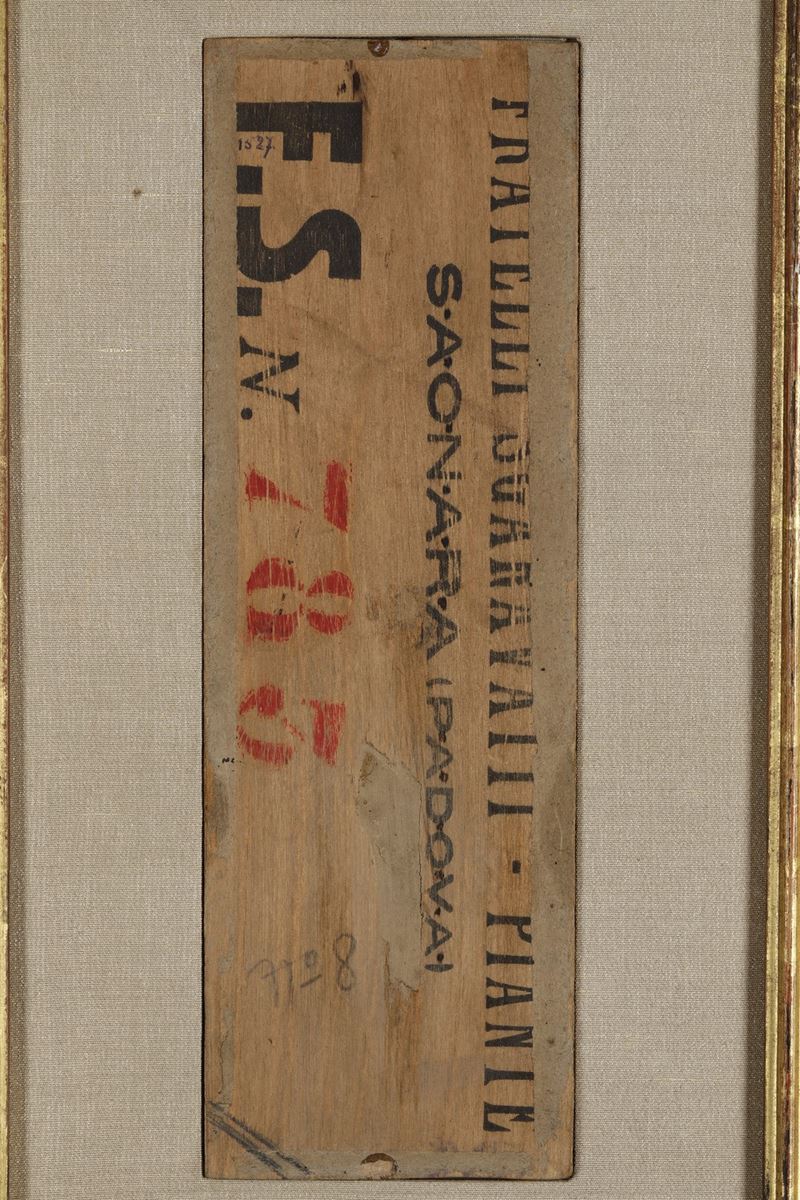 FRATELLI SGARAVATTI · PIANTE
S·A·O·N·A·R·A (P·A·D·O·V·A·)
F.S. N. 785
1527